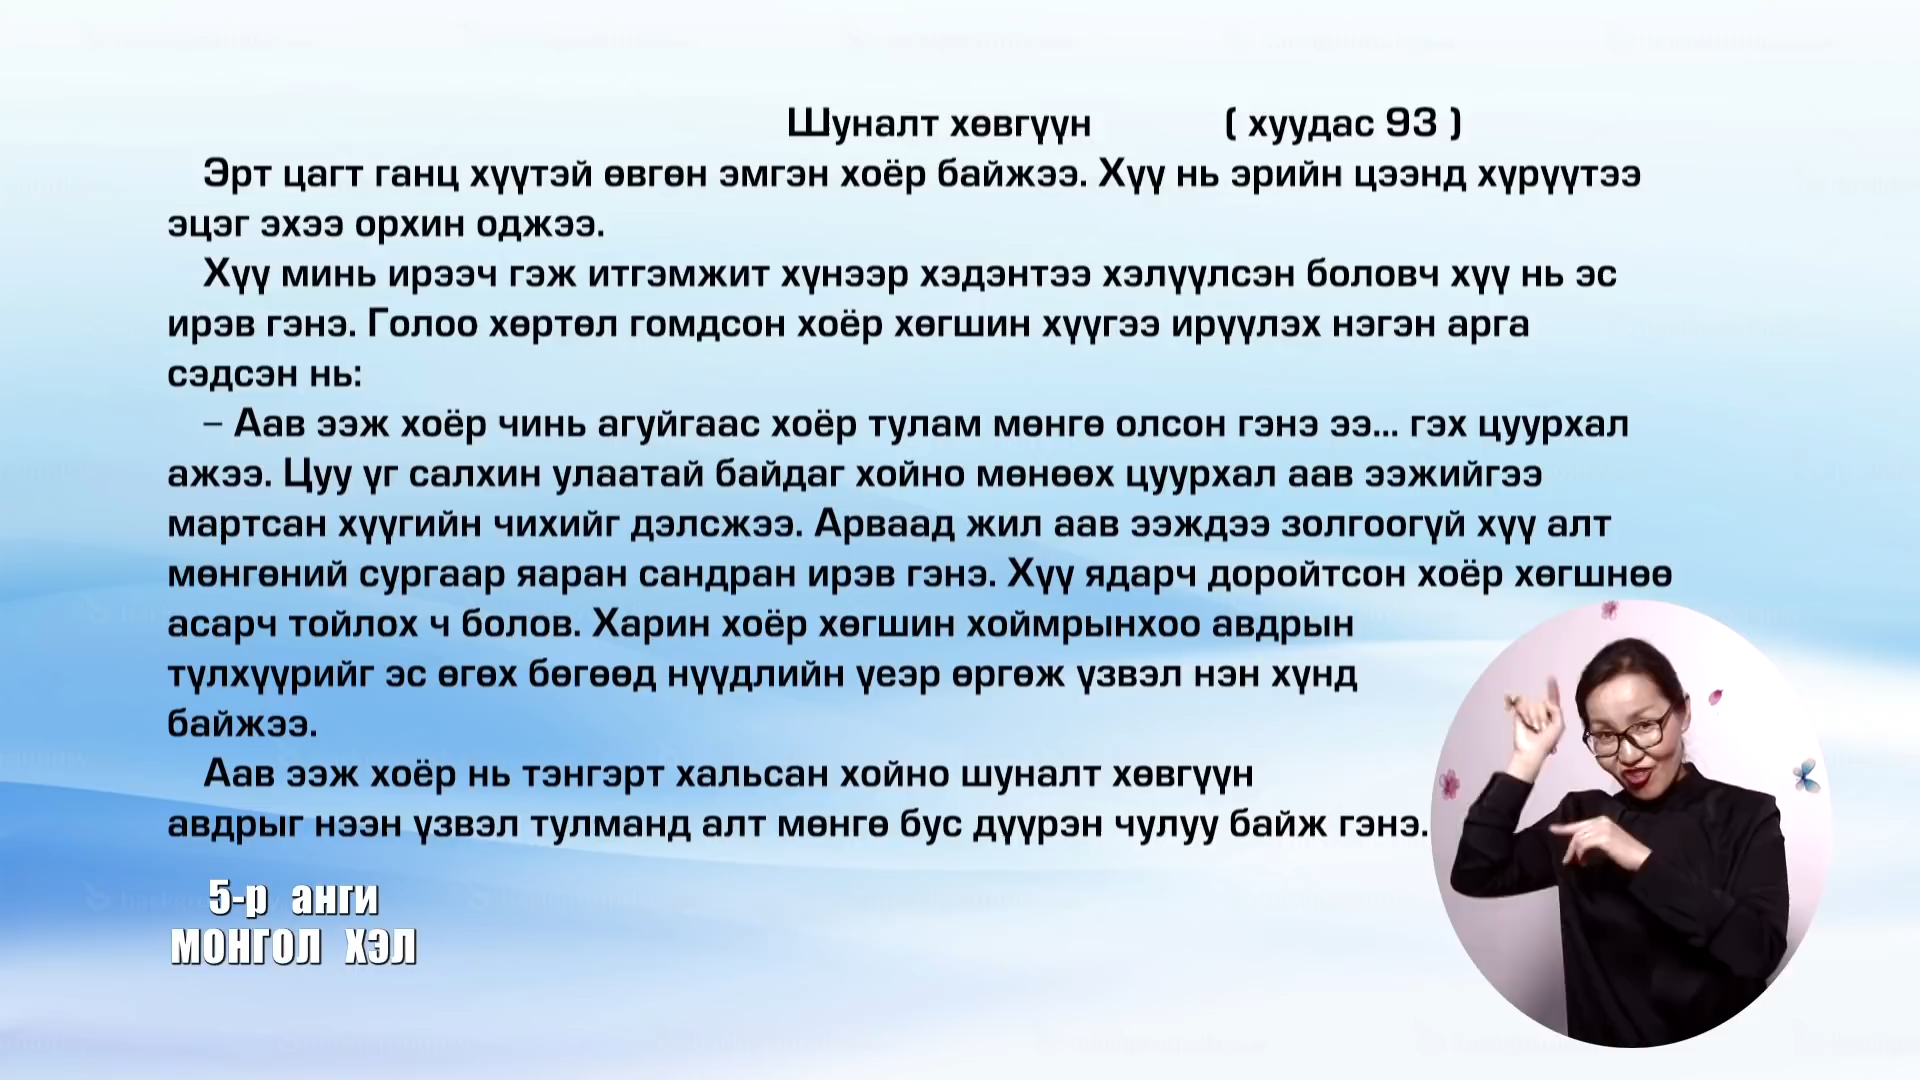 Шуналт хөвгүүн ( хуудас 93 )
Эрт цагт ганц хүүтэй өвгөн эмгэн хоёр байжээ. Хүү нь эрийн цээнд хүрүүтээ
эцэг эхээ орхин оджээ.
Хүү минь ирээч гэж итгэмжит хүнээр хэдэнтээ хэлүүлсэн боловч хүү нь эс
ирэв гэнэ. Голоо хөртөл гомдсон хоёр хөгшин хүүгээ ирүүлэх нэгэн арга
сэдсэн нь:
– Аав ээж хоёр чинь агуйгаас хоёр тулам мөнгө олсон гэнэ ээ... гэх цуурхал
ажээ. Цуу үг салхин улаатай байдаг хойно мөнөөх цуурхал аав ээжийгээ
мартсан хүүгийн чихийг дэлсжээ. Арваад жил аав ээждээ золгоогүй хүү алт
мөнгөний сургаар яаран сандран ирэв гэнэ. Хүү ядарч доройтсон хоёр хөгшнөө
асарч тойлох ч болов. Харин хоёр хөгшин хоймрынхоо авдрын
түлхүүрийг эс өгөх бөгөөд нүүдлийн үеэр өргөж үзвэл нэн хүнд
байжээ.
Аав ээж хоёр нь тэнгэрт хальсан хойно шуналт хөвгүүн
авдрыг нээн үзвэл тулманд алт мөнгө бус дүүрэн чулуу байж гэнэ.
5-р анги
МОНГОЛ ХЭЛ